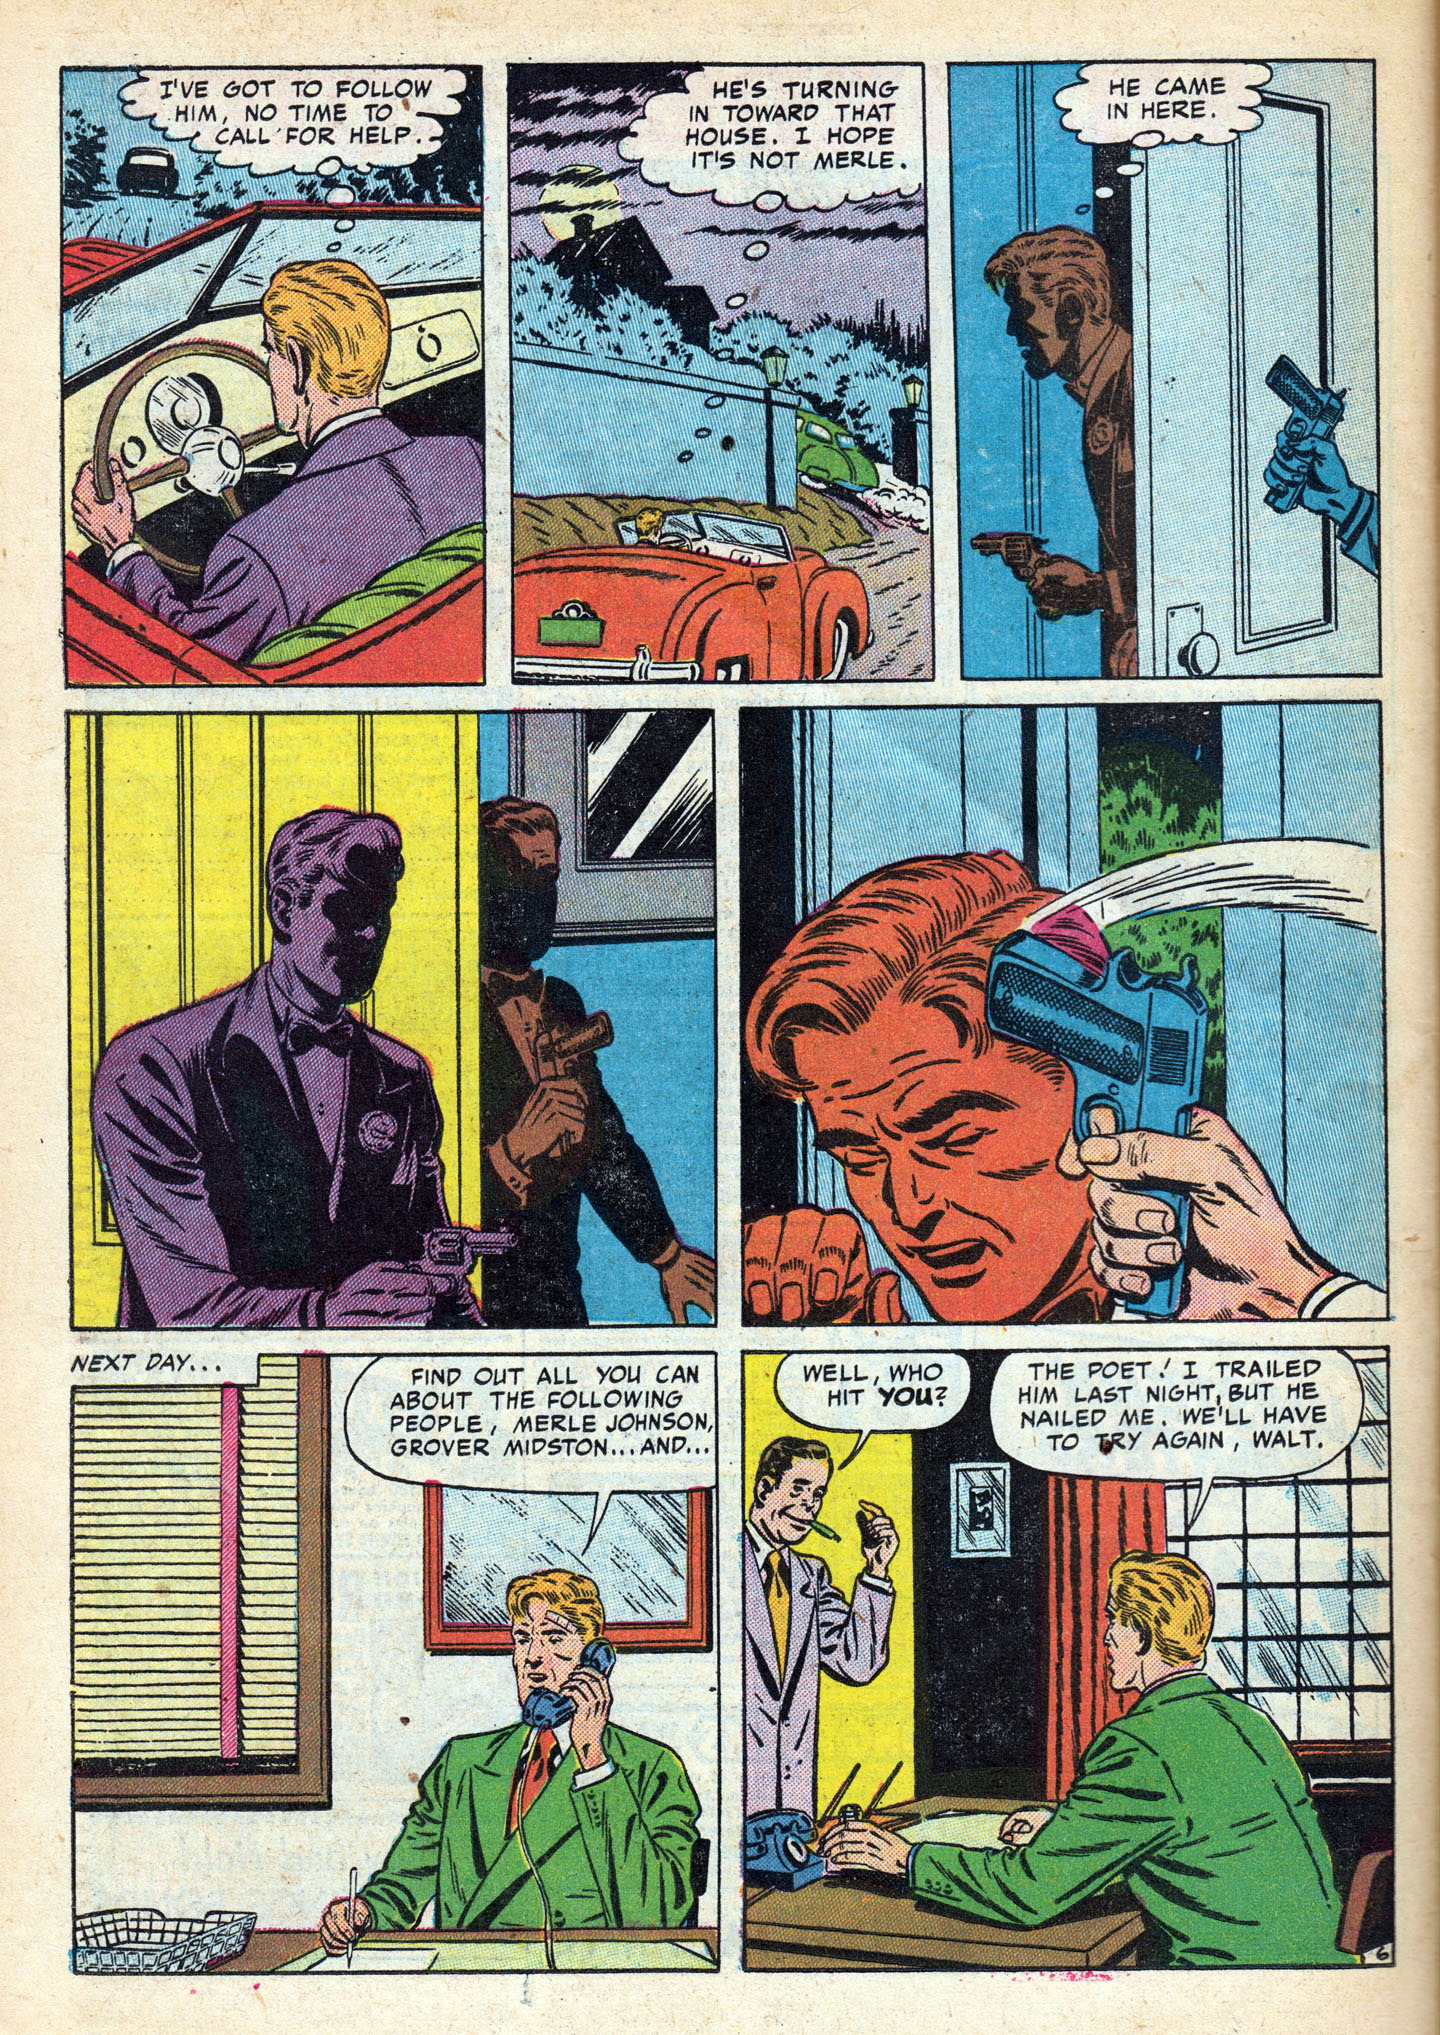 I'VE GOT TO FOLLOW
HIM, NO TIME TO
CALL FOR HELP.
HE'S TURNING
IN TOWARD THAT
HOUSE. I HOPE
IT'S NOT MERLE.
HE CAME
IN HERE.
NEXT DAY...
FIND OUT ALL YOU CAN
ABOUT THE FOLLOWING
PEOPLE, MERLE JOHNSON,
GROVER MIDSTON...AND...
WELL, WHO
HIT YOU?
THE POET! I TRAILED
HIM LAST NIGHT, BUT HE
NAILED ME. WE'LL HAVE
TO TRY AGAIN, WALT.
6